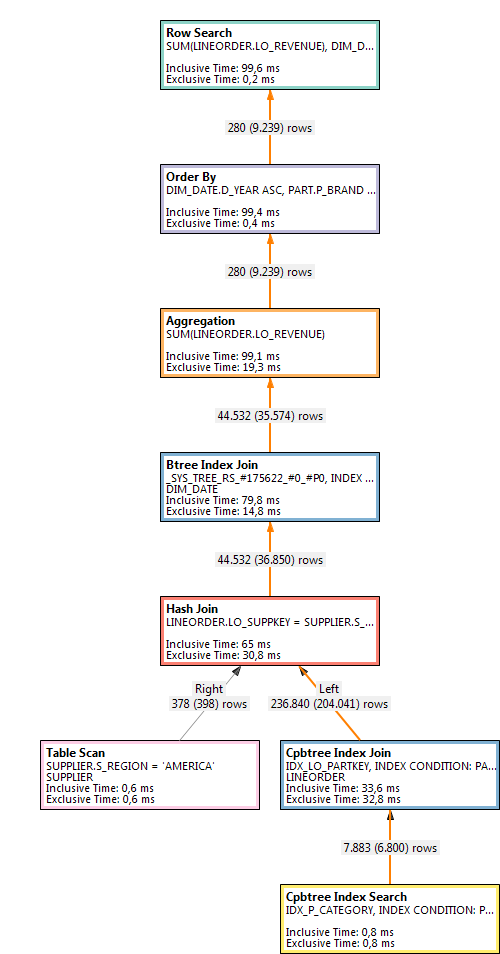 Row Search
SUM(LINEORDER.LO_REVENUE), DIM_D...
Inclusive Time: 99,6 ms
Exclusive Time: 0,2 ms
280 (9.239) rows
Order By
DIM_DATE.D_YEAR ASC, PART.P_BRAND ...
Inclusive Time: 99,4 ms
Exclusive Time: 0,4 ms
280 (9.239) rows
Aggregation
SUM(LINEORDER.LO_REVENUE)
Inclusive Time: 99,1 ms
Exclusive Time: 19,3 ms
44.532 (35.574) rows
Btree Index Join
_SYS_TREE_RS_#175622_#0_#P0, INDEX ...
DIM_DATE
Inclusive Time: 79,8 ms
Exclusive Time: 14,8 ms
44.532 (36.850) rows
Hash Join
LINEORDER.LO_SUPPKEY = SUPPLIER.S_...
Inclusive Time: 65 ms
Exclusive Time: 30,8 ms
Right
378 (398) rows
Left
236.840 (204.041) rows
Table Scan
SUPPLIER.S_REGION = 'AMERICA'
SUPPLIER
Inclusive Time: 0,6 ms
Exclusive Time: 0,6 ms
Cpbtree Index Join
IDX_LO_PARTKEY, INDEX CONDITION: PA...
LINEORDER
Inclusive Time: 33,6 ms
Exclusive Time: 32,8 ms
7.883 (6.800) rows
Cpbtree Index Search
IDX_P_CATEGORY, INDEX CONDITION: P...
Inclusive Time: 0,8 ms
Exclusive Time: 0,8 ms